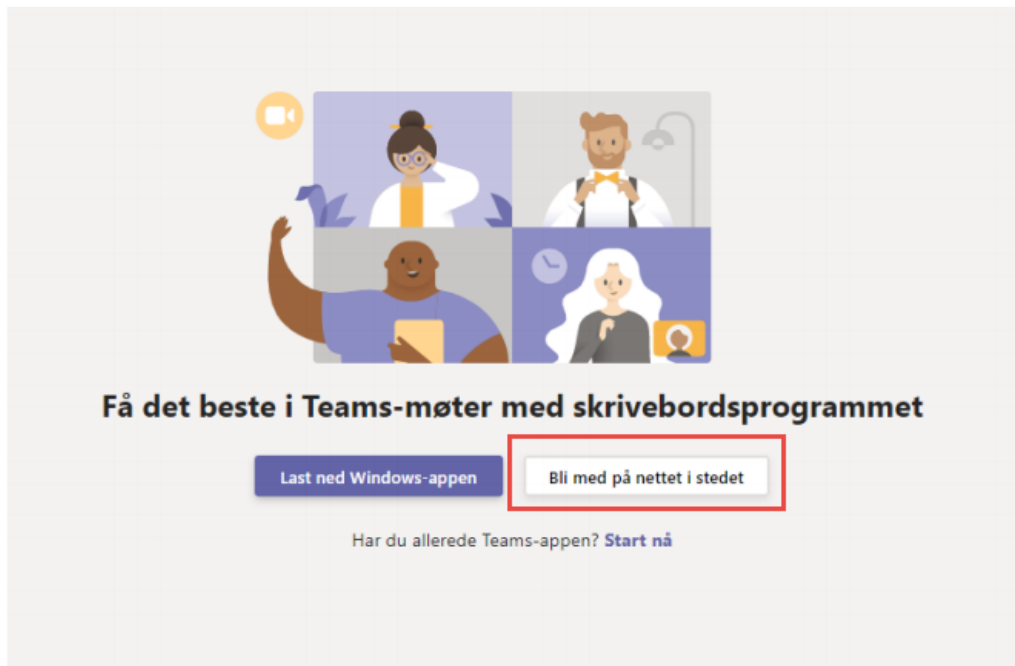 Få det beste i Teams-møter med skrivebordsprogrammet
Last ned Windows-appen
Bli med på nettet i stedet
Har du allerede Teams-appen? Start nå